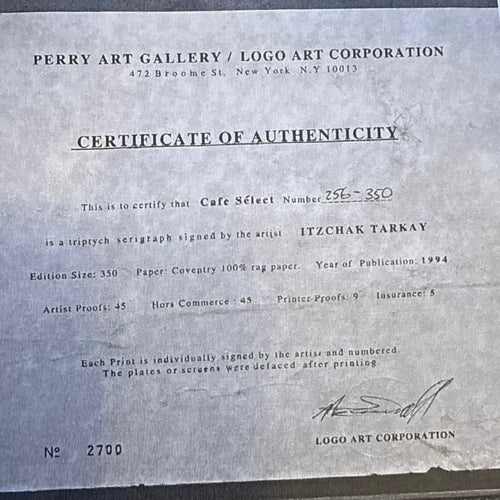 PERRY ART GALLERY / LOGO ART CORPORATION
472 Broome St. New York N.Y 10013
CERTIFICATE OF AUTHENTICITY
This is to certify that Cafe Sélect Number 256-350
is a triptych serigraph signed by the artist ITZCHAK TARKAY
Edition Size: 350 Paper: Coventry 100% rag paper. Year of Publication: 1994
Artist Proofs: 45 Hors Commerce : 45 Printer Proofs: 9 Insurance: 5
Each Print is individually signed by the artist and numbered.
The plates or screens were defaced after printing.
LOGO ART CORPORATION
№ 2700